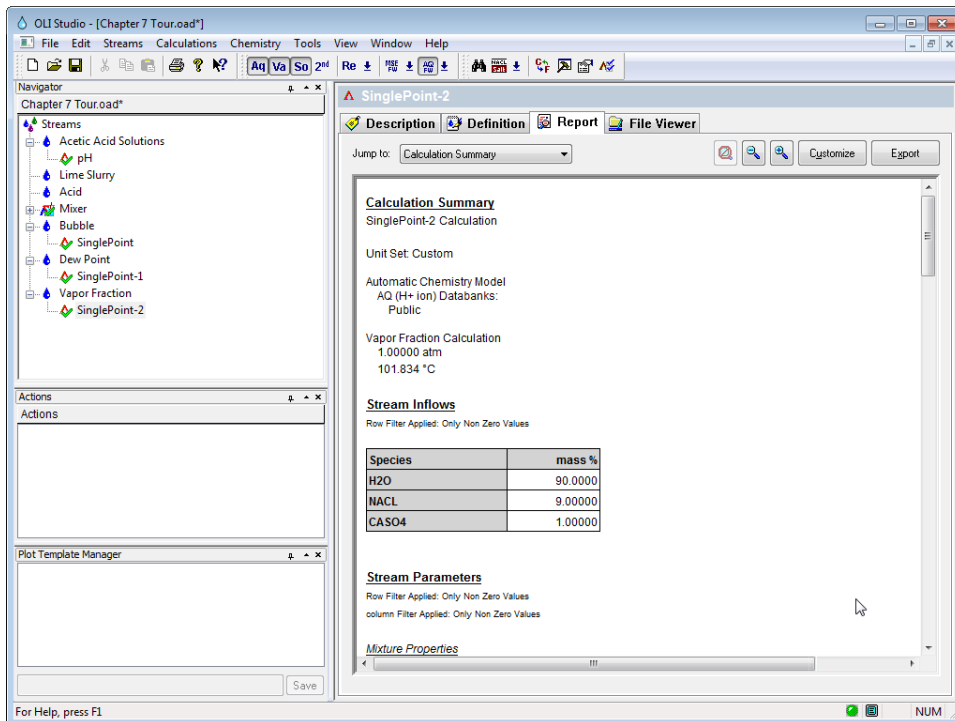 OLI Studio - [Chapter 7 Tour.oad*]
File Edit Streams Calculations Chemistry Tools View Window Help
Aq Va So 2nd Re MSE FW AQ FW
Navigator
Chapter 7 Tour.oad*
Streams
Acetic Acid Solutions
pH
Lime Slurry
Acid
Mixer
Bubble
SinglePoint
Dew Point
SinglePoint-1
Vapor Fraction
SinglePoint-2
Actions
Actions
Plot Template Manager
Save
SinglePoint-2
Description Definition Report File Viewer
Jump to: Calculation Summary Customize Export
Calculation Summary
SinglePoint-2 Calculation
Unit Set: Custom
Automatic Chemistry Model
AQ (H+ ion) Databanks:
Public
Vapor Fraction Calculation
1.00000 atm
101.834 °C
Stream Inflows
Row Filter Applied: Only Non Zero Values
Species mass %
H2O 90.0000
NACL 9.00000
CASO4 1.00000
Stream Parameters
Row Filter Applied: Only Non Zero Values
column Filter Applied: Only Non Zero Values
Mixture Properties
For Help, press F1 NUM